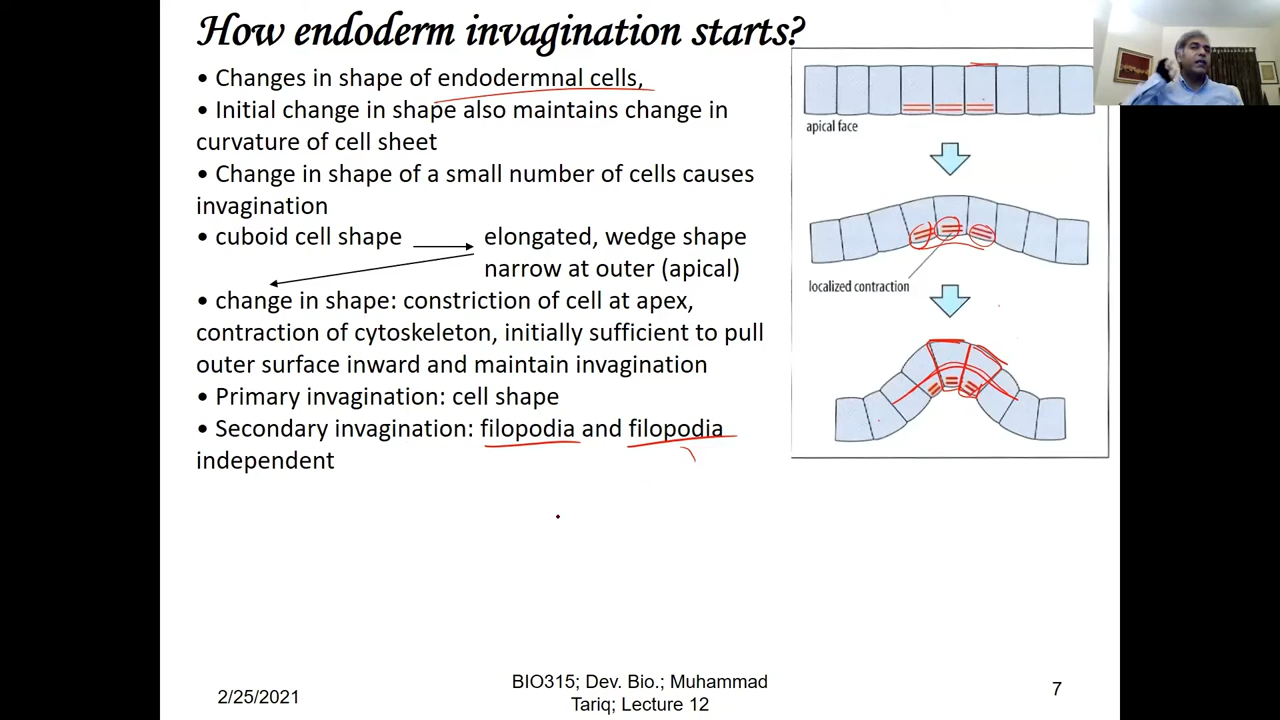 How endoderm invagination starts?
• Changes in shape of endodermnal cells,
• Initial change in shape also maintains change in
curvature of cell sheet
• Change in shape of a small number of cells causes
invagination
• cuboid cell shape
elongated, wedge shape
narrow at outer (apical)
• change in shape: constriction of cell at apex,
contraction of cytoskeleton, initially sufficient to pull
outer surface inward and maintain invagination
• Primary invagination: cell shape
• Secondary invagination: filopodia and filopodia
independent
apical face
localized contraction
2/25/2021
BIO315; Dev. Bio.; Muhammad
Tariq; Lecture 12
7